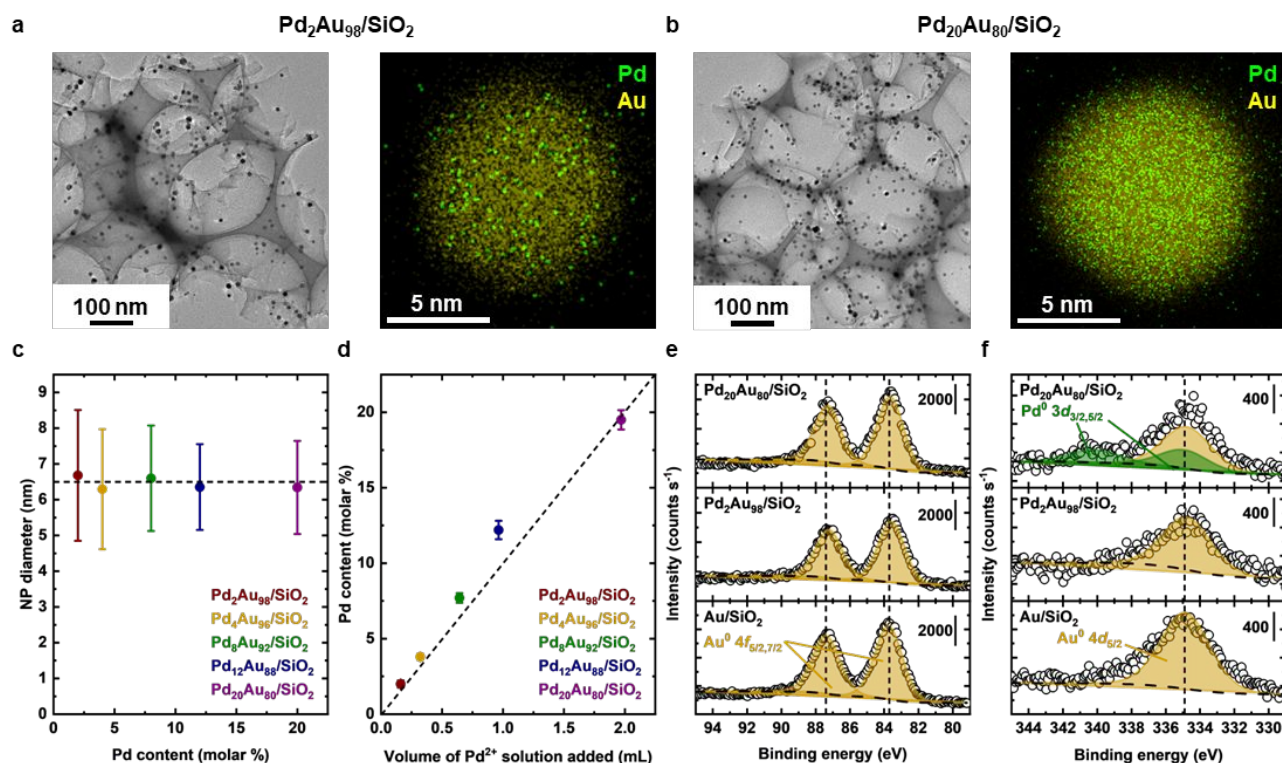 a
Pd₂Au₉₈/SiO₂
b
Pd₂₀Au₈₀/SiO₂
100 nm
Pd
Au
5 nm
100 nm
Pd
Au
5 nm
c
NP diameter (nm)
9
8
7
6
5
4
3
2
1
0
Pd₂Au₉₈/SiO₂
Pd₄Au₉₆/SiO₂
Pd₈Au₉₂/SiO₂
Pd₁₂Au₈₈/SiO₂
Pd₂₀Au₈₀/SiO₂
0 5 10 15 20
Pd content (molar %)
d
Pd content (molar %)
20
15
10
5
0
Pd₂Au₉₈/SiO₂
Pd₄Au₉₆/SiO₂
Pd₈Au₉₂/SiO₂
Pd₁₂Au₈₈/SiO₂
Pd₂₀Au₈₀/SiO₂
0.0 0.5 1.0 1.5 2.0
Volume of Pd²⁺ solution added (mL)
e
Intensity (counts s⁻¹)
Pd₂₀Au₈₀/SiO₂
2000
Pd₂Au₉₈/SiO₂
2000
Au/SiO₂
2000
Au⁰ 4f₅/₂,₇/₂
94 92 90 88 86 84 82 80
Binding energy (eV)
f
Intensity (counts s⁻¹)
Pd₂₀Au₈₀/SiO₂
400
Pd⁰ 3d₃/₂,₅/₂
Pd₂Au₉₈/SiO₂
400
Au/SiO₂
400
Au⁰ 4d₅/₂
345 342 339 336 333 330
Binding energy (eV)